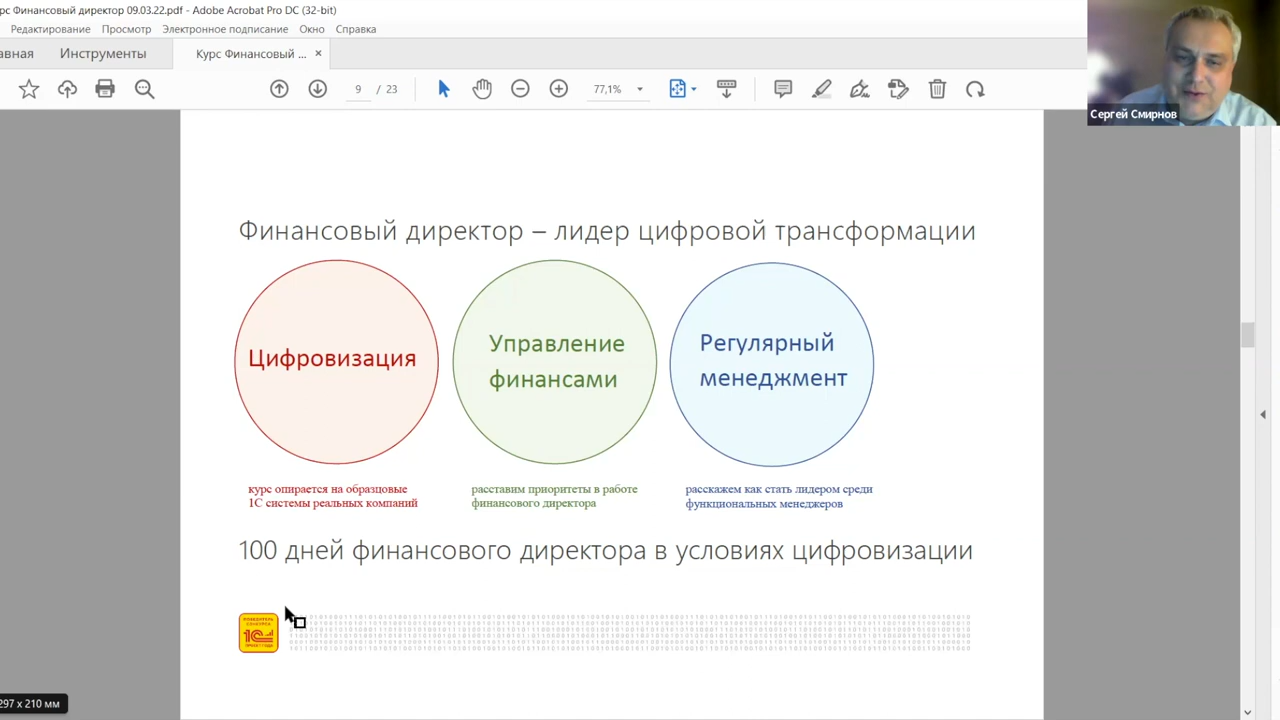 рс Финансовый директор 09.03.22.pdf - Adobe Acrobat Pro DC (32-bit)
Редактирование Просмотр Электронное подписание Окно Справка
авная Инструменты Курс Финансовый ... ×
9 / 23 77,1%
Сергей Смирнов
Финансовый директор – лидер цифровой трансформации
Цифровизация
Управление
финансами
Регулярный
менеджмент
курс опирается на образцовые
1С системы реальных компаний
расставим приоритеты в работе
финансового директора
расскажем как стать лидером среди
функциональных менеджеров
100 дней финансового директора в условиях цифровизации
1С
297 x 210 мм